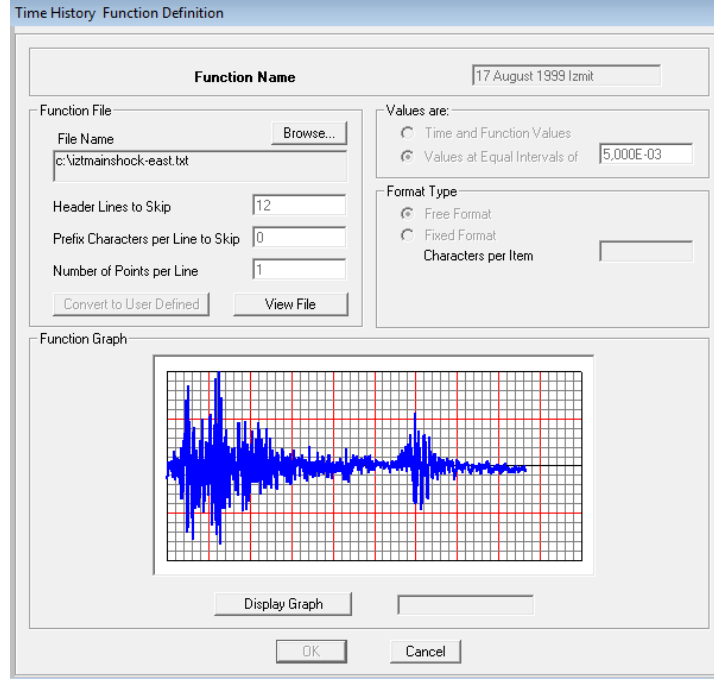 Time History Function Definition
Function Name
17 August 1999 Izmit
Function File
File Name
Browse...
c:\iztmainshock-east.txt
Header Lines to Skip
12
Prefix Characters per Line to Skip
0
Number of Points per Line
1
Convert to User Defined
View File
Values are:
Time and Function Values
Values at Equal Intervals of
5,000E-03
Format Type
Free Format
Fixed Format
Characters per Item
Function Graph
Display Graph
OK
Cancel